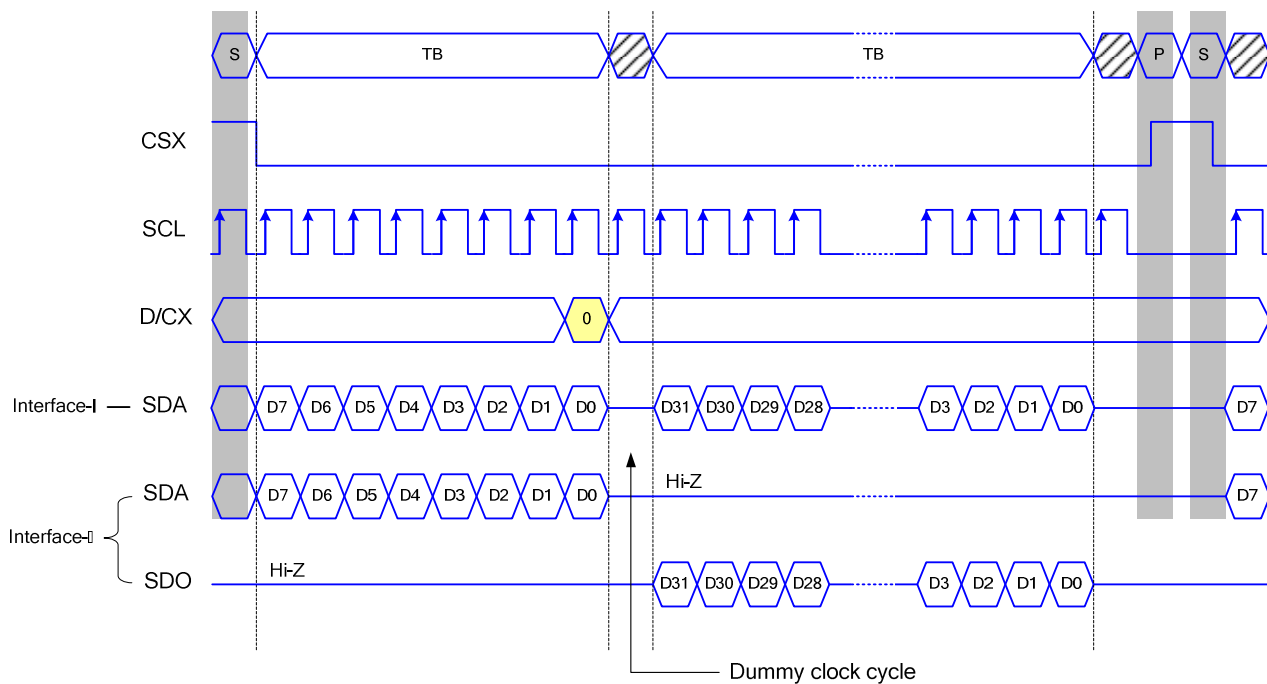 S TB TB P S
CSX
SCL
D/CX 0
Interface-I SDA D7 D6 D5 D4 D3 D2 D1 D0 D31 D30 D29 D28 D3 D2 D1 D0 D7
SDA D7 D6 D5 D4 D3 D2 D1 D0 Hi-Z D7
Interface-
SDO Hi-Z D31 D30 D29 D28 D3 D2 D1 D0
Dummy clock cycle